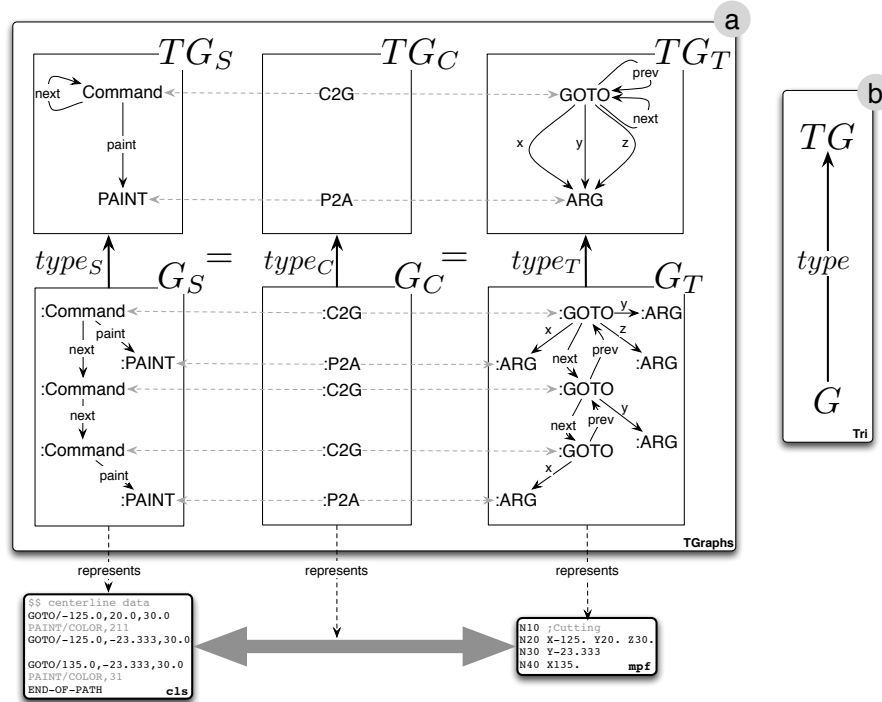 a
TG_S
TG_C
TG_T
b
next
Command
paint
PAINT
C2G
P2A
prev
GOTO
next
x
y
z
ARG
TG
type
G
Tri
type_S
G_S
=
type_C
G_C
=
type_T
G_T
:Command
paint
next
:PAINT
:Command
next
:Command
paint
:PAINT
:C2G
:P2A
:C2G
:C2G
:P2A
:GOTO
y
:ARG
x
z
:ARG
next
prev
:ARG
:GOTO
y
next
prev
:ARG
:GOTO
x
:ARG
TGraphs
represents
represents
represents
$$ centerline data
GOTO/-125.0,20.0,30.0
PAINT/COLOR,211
GOTO/-125.0,-23.333,30.0
GOTO/135.0,-23.333,30.0
PAINT/COLOR,31
END-OF-PATH
cls
N10 ;Cutting
N20 X-125. Y20. Z30.
N30 Y-23.333
N40 X135.
mpf